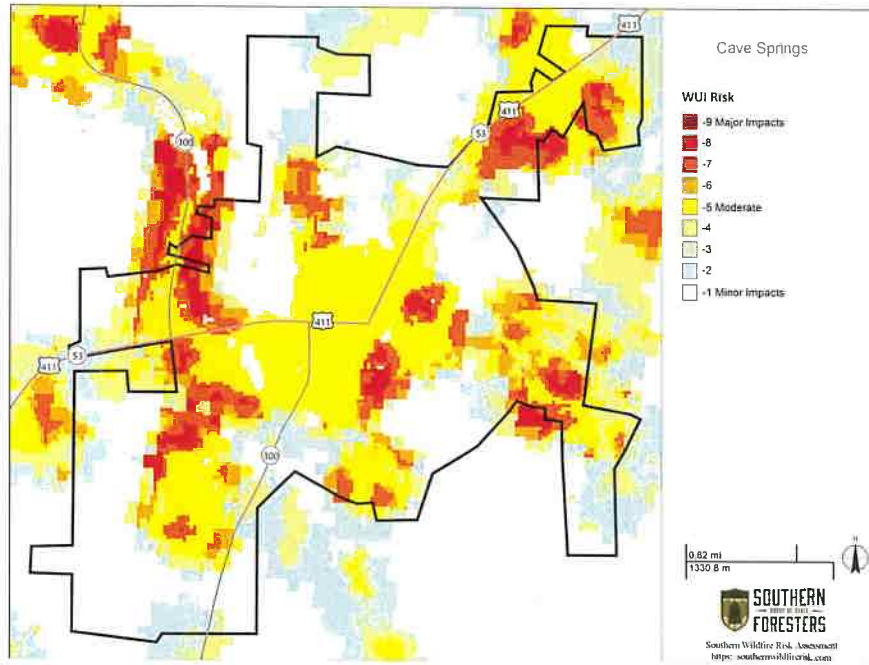 411
Cave Springs
WUI Risk
411
53
-9 Major Impacts
-8
-7
-6
-5 Moderate
-4
-3
-2
-1 Minor Impacts
100
411
53
411
100
N
0.62 mi
1330.8 m
SOUTHERN
FORESTERS
Southern Wildfire Risk Assessment
411